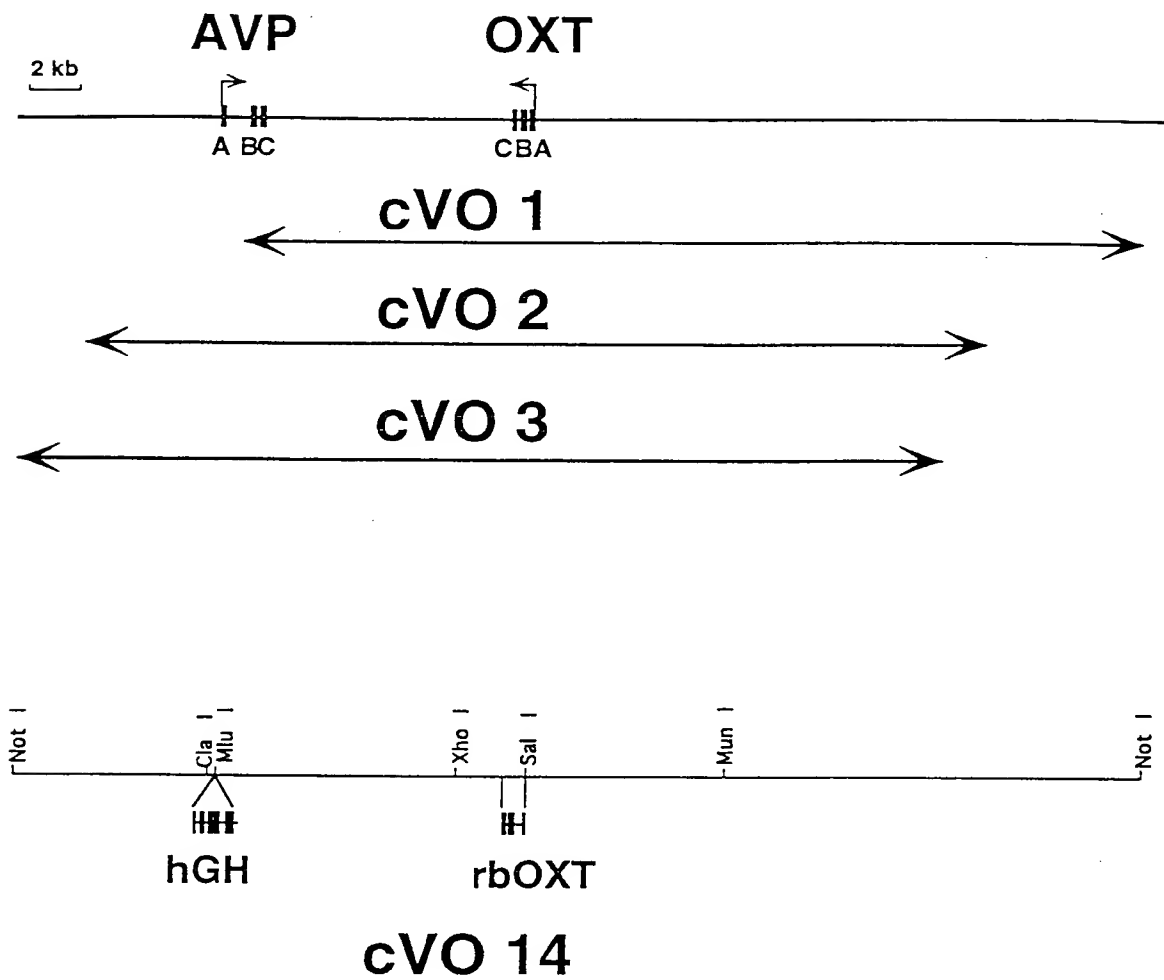 AVP OXT
2 kb
A BC CBA
cVO 1
cVO 2
cVO 3
Not I Cla I Mlu I Xho I Sal I Mun I Not I
hGH rbOXT
cVO 14